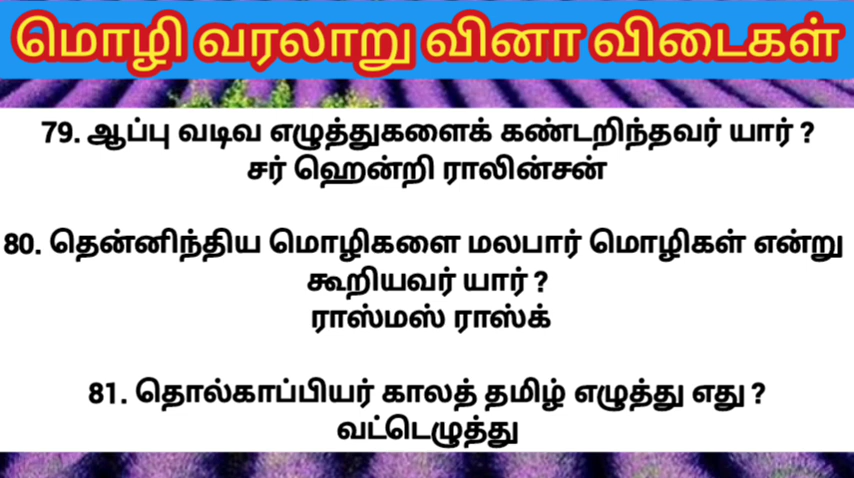 மொழி வரலாறு வினா விடைகள்
79. ஆப்பு வடிவ எழுத்துகளைக் கண்டறிந்தவர் யார் ?
சர் ஹென்றி ராலின்சன்
80. தென்னிந்திய மொழிகளை மலபார் மொழிகள் என்று
கூறியவர் யார் ?
ராஸ்மஸ் ராஸ்க்
81. தொல்காப்பியர் காலத் தமிழ் எழுத்து எது ?
வட்டெழுத்து